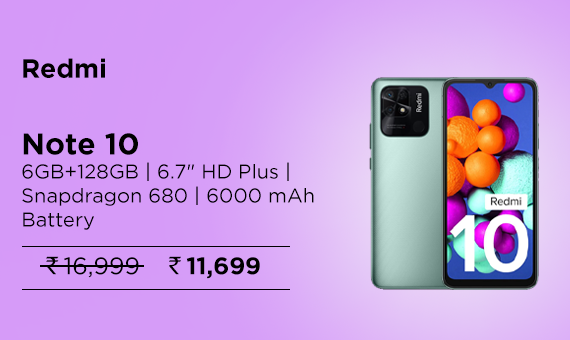 Redmi
Note 10
6GB+128GB | 6.7" HD Plus |
Snapdragon 680 | 6000 mAh
Battery
₹16,999 ₹11,699
Redmi
Redmi
10